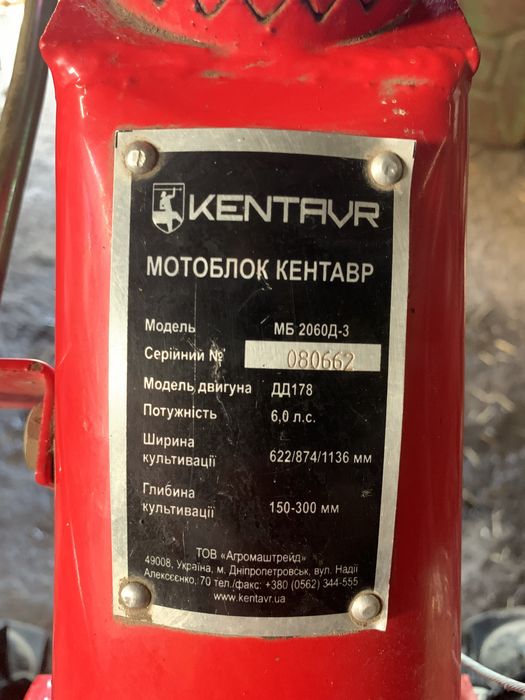 KENTAVR
МОТОБЛОК КЕНТАВР
Модель МБ 2060Д-3
Серійний № 080662
Модель двигуна ДД178
Потужність 6,0 л.с.
Ширина
культивації 622/874/1136 мм
Глибина
культивації 150-300 мм
ТОВ «Агромаштрейд»
49008, Україна, м. Дніпропетровськ, вул. Надії
Алексєєнко, 70 тел./факс: +380 (0562) 344-555
www.kentavr.ua